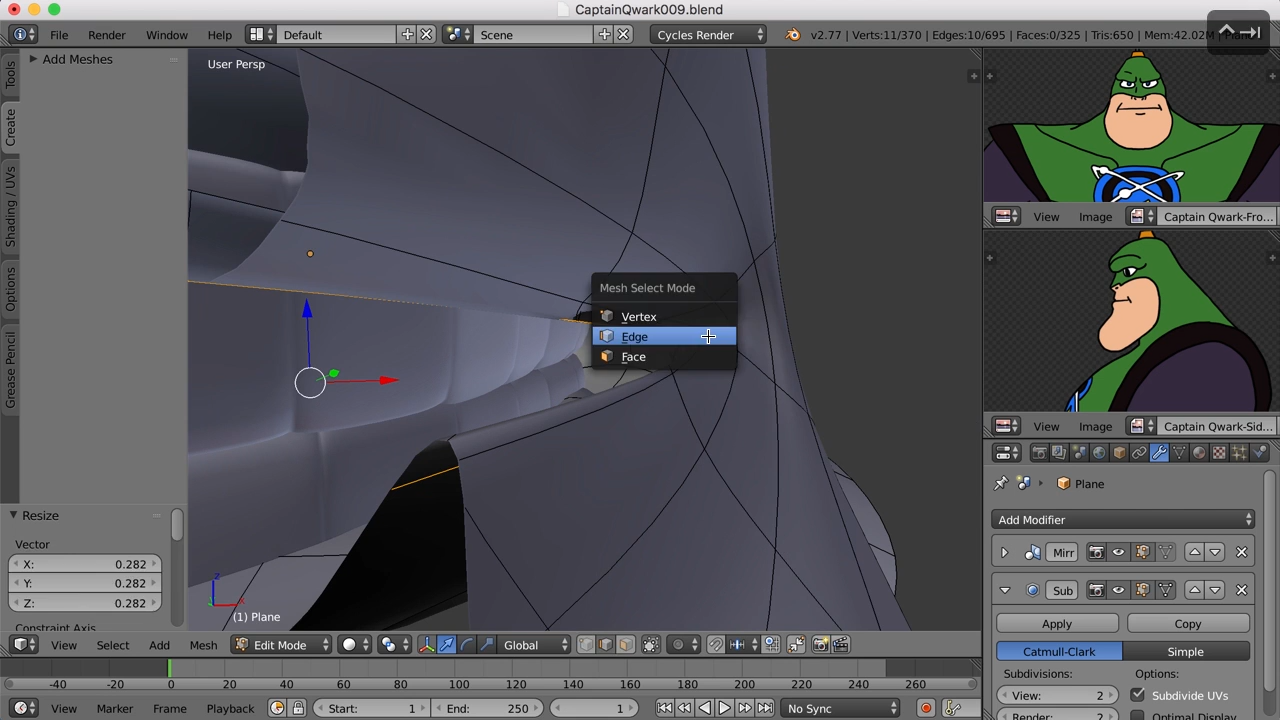 CaptainQwark009.blend
File Render Window Help Default Scene Cycles Render v2.77 | Verts:11/370 | Edges:10/695 | Faces:0/325 | Tris:650 | Mem:42.02M
Add Meshes
Tools
Create
Shading / UVs
Options
Grease Pencil
User Persp
Mesh Select Mode
Vertex
Edge
Face
View Image Captain Qwark-Fro...
View Image Captain Qwark-Sid...
Plane
Add Modifier
Mirr
Sub
Apply Copy
Catmull-Clark Simple
Subdivisions: Options:
View: 2 Subdivide UVs
Render: 2 Optimal Display
Resize
Vector
X: 0.282
Y: 0.282
Z: 0.282
Constraint Axis
z
(1) Plane
View Select Add Mesh Edit Mode Global
-40 -20 0 20 40 60 80 100 120 140 160 180 200 220 240 260
View Marker Frame Playback Start: 1 End: 250 1 No Sync